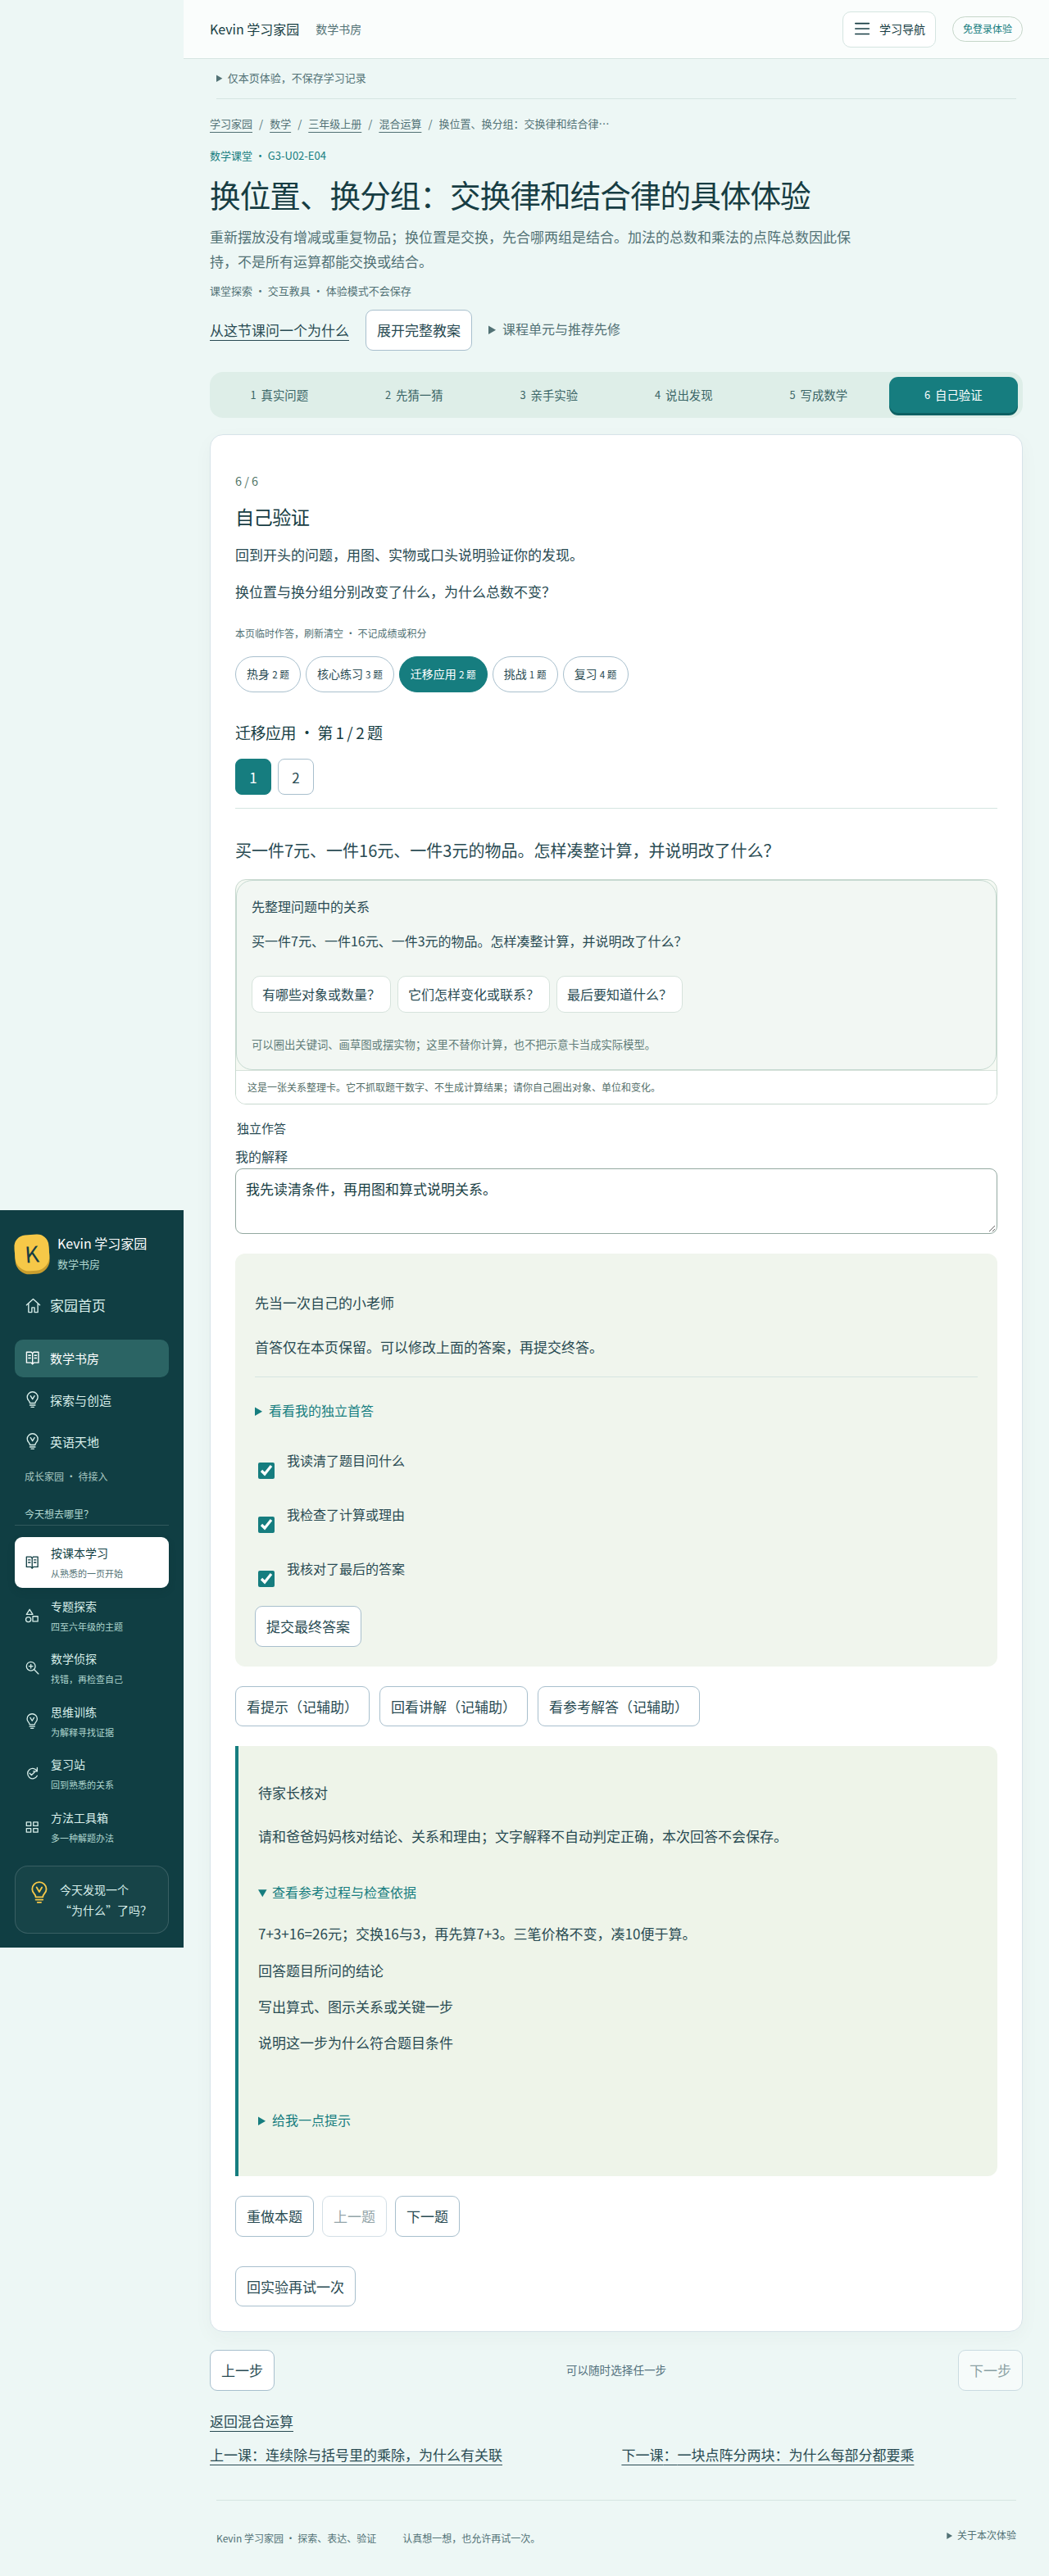 Kevin 学习家园 数学书房
学习导航
免登录体验
▶ 仅本页体验，不保存学习记录
学习家园 / 数学 / 三年级上册 / 混合运算 / 换位置、换分组：交换律和结合律…
数学课堂 · G3-U02-E04
换位置、换分组：交换律和结合律的具体体验
重新摆放没有增减或重复物品；换位置是交换，先合哪两组是结合。加法的总数和乘法的点阵总数因此保
持，不是所有运算都能交换或结合。
课堂探索 · 交互教具 · 体验模式不会保存
从这节课问一个为什么
展开完整教案
▶ 课程单元与推荐先修
1 真实问题
2 先猜一猜
3 亲手实验
4 说出发现
5 写成数学
6 自己验证
6 / 6
自己验证
回到开头的问题，用图、实物或口头说明验证你的发现。
换位置与换分组分别改变了什么，为什么总数不变？
本页临时作答，刷新清空 · 不记成绩或积分
热身 2 题
核心练习 3 题
迁移应用 2 题
挑战 1 题
复习 4 题
迁移应用 · 第 1 / 2 题
1
2
买一件7元、一件16元、一件3元的物品。怎样凑整计算，并说明改了什么？
先整理问题中的关系
买一件7元、一件16元、一件3元的物品。怎样凑整计算，并说明改了什么？
有哪些对象或数量？
它们怎样变化或联系？
最后要知道什么？
可以圈出关键词、画草图或摆实物；这里不替你计算，也不把示意卡当成实际模型。
这是一张关系整理卡。它不抓取题干数字、不生成计算结果；请你自己圈出对象、单位和变化。
独立作答
我的解释
我先读清条件，再用图和算式说明关系。
先当一次自己的小老师
首答仅在本页保留。可以修改上面的答案，再提交终答。
▶ 看看我的独立首答
我读清了题目问什么
我检查了计算或理由
我核对了最后的答案
提交最终答案
看提示（记辅助）
回看讲解（记辅助）
看参考解答（记辅助）
待家长核对
请和爸爸妈妈核对结论、关系和理由；文字解释不自动判定正确，本次回答不会保存。
▼ 查看参考过程与检查依据
7+3+16=26元；交换16与3，再先算7+3。三笔价格不变，凑10便于算。
回答题目所问的结论
写出算式、图示关系或关键一步
说明这一步为什么符合题目条件
▶ 给我一点提示
重做本题
上一题
下一题
回实验再试一次
上一步
可以随时选择任一步
下一步
返回混合运算
上一课：连续除与括号里的乘除，为什么有关联
下一课：一块点阵分两块：为什么每部分都要乘
Kevin 学习家园 · 探索、表达、验证
认真想一想，也允许再试一次。
▶ 关于本次体验
K
Kevin 学习家园
数学书房
家园首页
数学书房
探索与创造
英语天地
成长家园 · 待接入
今天想去哪里？
按课本学习
从熟悉的一页开始
专题探索
四至六年级的主题
数学侦探
找错，再检查自己
思维训练
为解释寻找证据
复习站
回到熟悉的关系
方法工具箱
多一种解题办法
今天发现一个
“为什么”了吗？